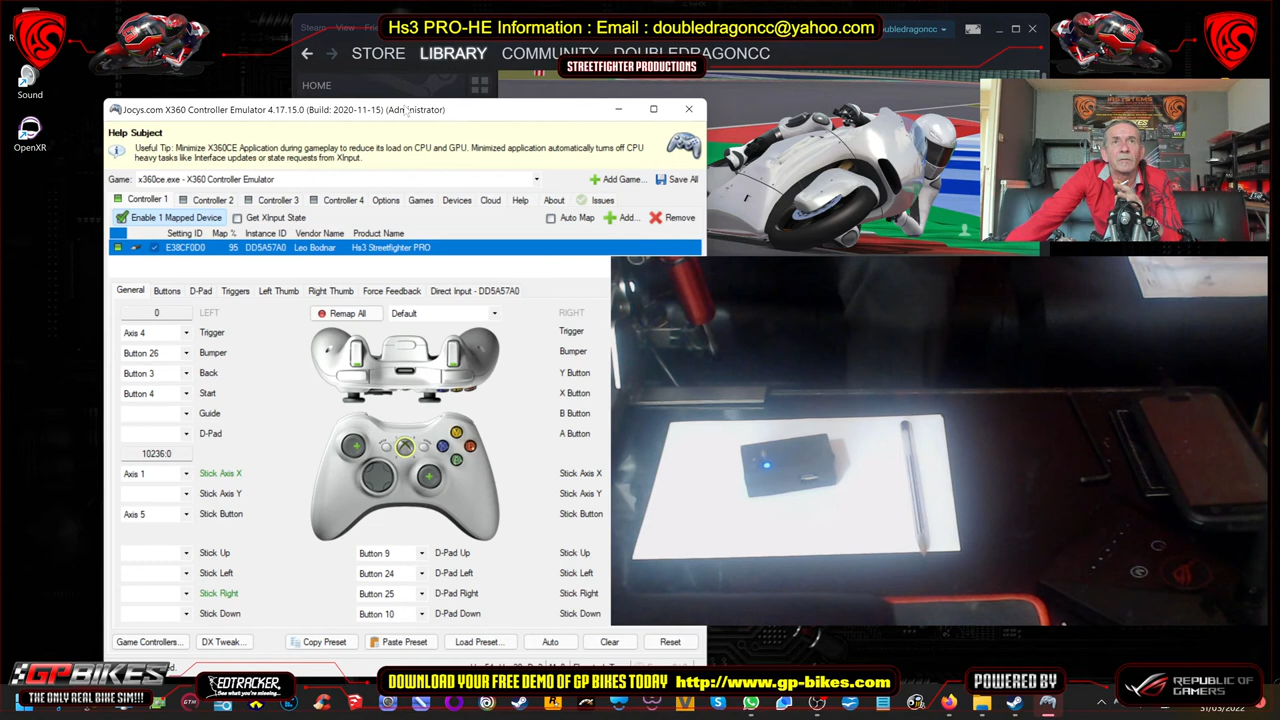 Hs3 PRO-HE Information : Email : doubledragoncc@yahoo.com
Steam View
doubledragoncc
STORE LIBRARY COMMUNITY DOUBLEDRAGONCC
STREETFIGHTER PRODUCTIONS
HOME
Sound
OpenXR
Jocys.com X360 Controller Emulator 4.17.15.0 (Build: 2020-11-15) (Administrator)
Help Subject
Useful Tip: Minimize X360CE Application during gameplay to reduce its load on CPU and GPU. Minimized application automatically turns off CPU
heavy tasks like Interface updates or state requests from XInput.
Game: x360ce.exe - X360 Controller Emulator Add Game... Save All
Controller 1 Controller 2 Controller 3 Controller 4 Options Games Devices Cloud Help About Issues
Enable 1 Mapped Device Get XInput State Auto Map Add... Remove
Setting ID Map % Instance ID Vendor Name Product Name
E38CF0D0 95 DD5A57A0 Leo Bodnar Hs3 Streetfighter PRO
General Buttons D-Pad Triggers Left Thumb Right Thumb Force Feedback Direct Input - DD5A57A0
0 LEFT Remap All Default RIGHT
Axis 4 Trigger Trigger
Button 26 Bumper Bumper
Button 3 Back Y Button
Button 4 Start X Button
Guide B Button
D-Pad A Button
10236:0
Axis 1 Stick Axis X Stick Axis X
Stick Axis Y Stick Axis Y
Axis 5 Stick Button Stick Button
Stick Up Button 9 D-Pad Up Stick Up
Stick Left Button 24 D-Pad Left Stick Left
Stick Right Button 25 D-Pad Right Stick Right
Stick Down Button 10 D-Pad Down Stick Down
Game Controllers... DX Tweak... Copy Preset Paste Preset Load Preset... Auto Clear Reset
GPBIKES
THE ONLY REAL BIKE SIM!!!
EDTRACKER
See what you're missing...
DOWNLOAD YOUR FREE DEMO OF GP BIKES TODAY http://www.gp-bikes.com
POWERED BY
REPUBLIC OF
GAMERS
31/05/2022